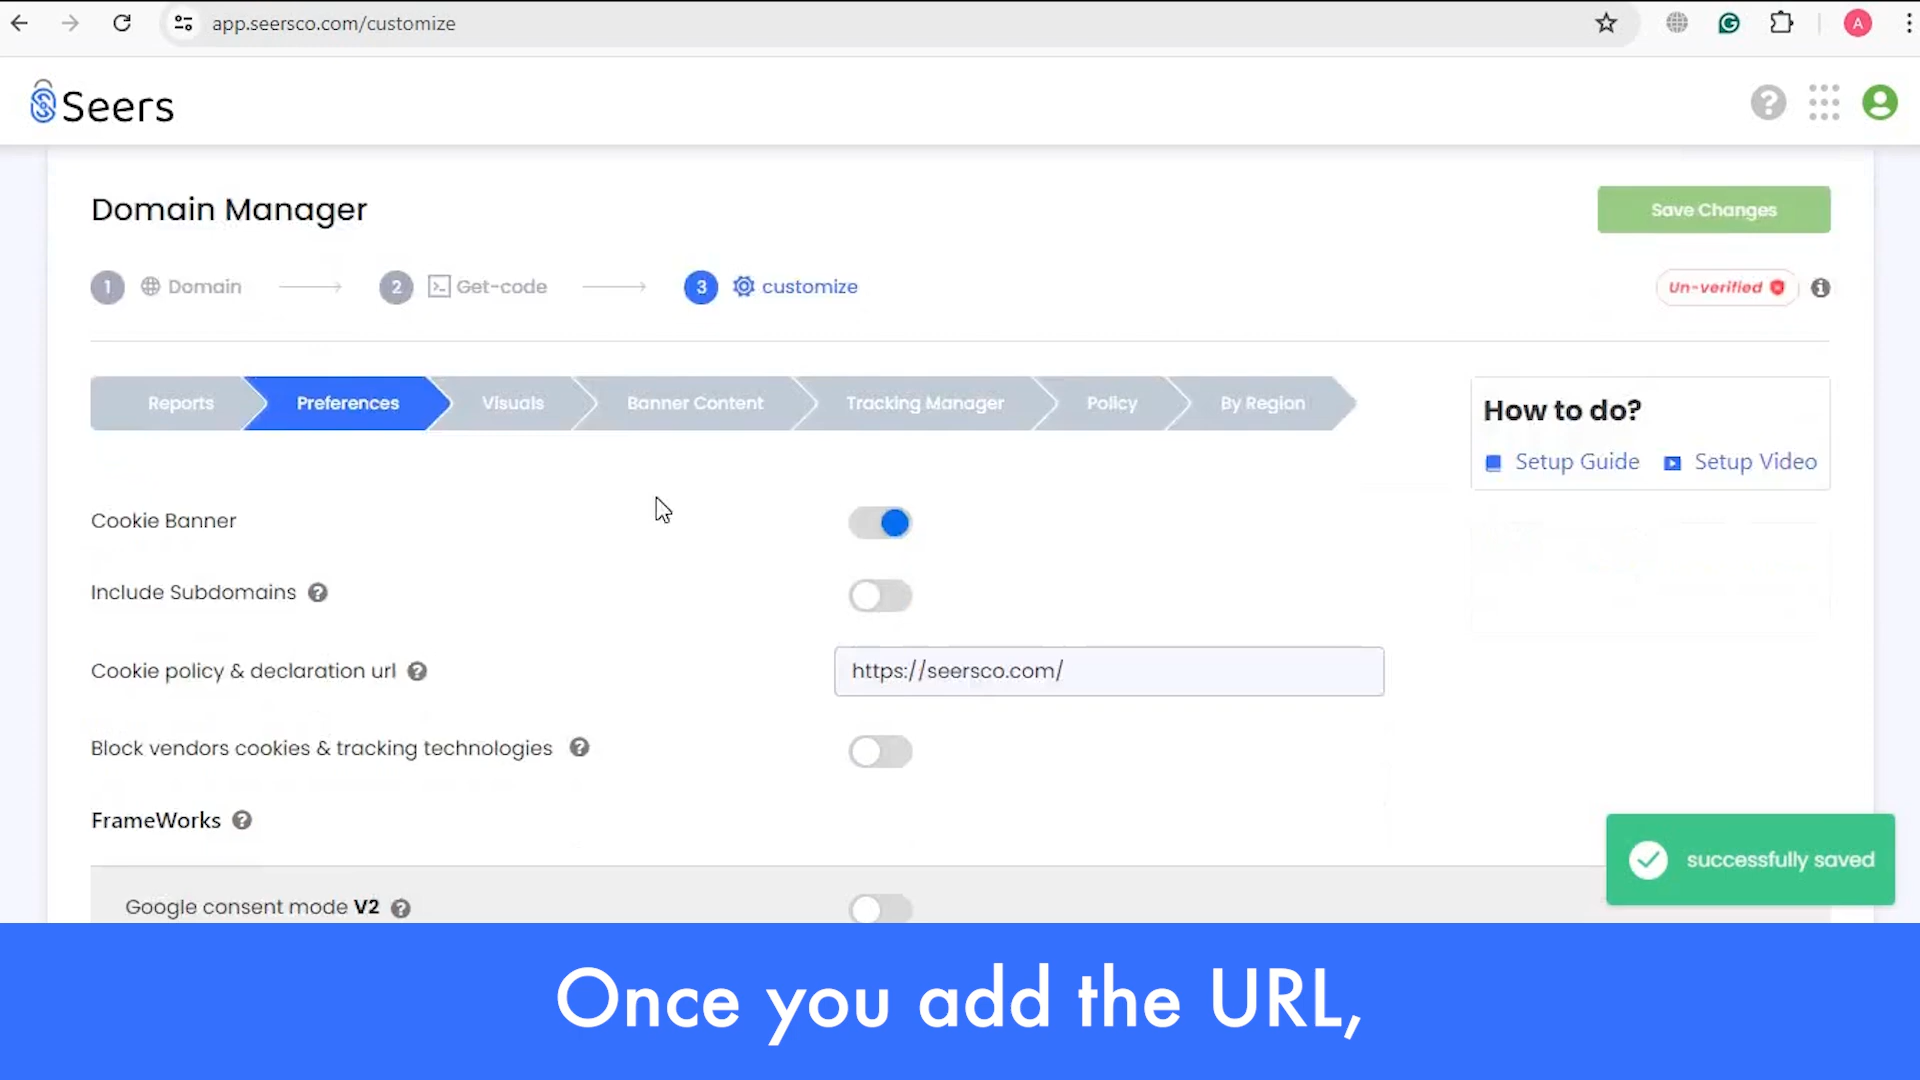 app.seersco.com/customize
A
Seers
Domain Manager
Save Changes
1 Domain 2 Get-code 3 customize
Un-verified
Reports Preferences Visuals Banner Content Tracking Manager Policy By Region
How to do?
Setup Guide Setup Video
Cookie Banner
Include Subdomains
Cookie policy & declaration url
https://seersco.com/
Block vendors cookies & tracking technologies
FrameWorks
successfully saved
Google consent mode V2
Once you add the URL,